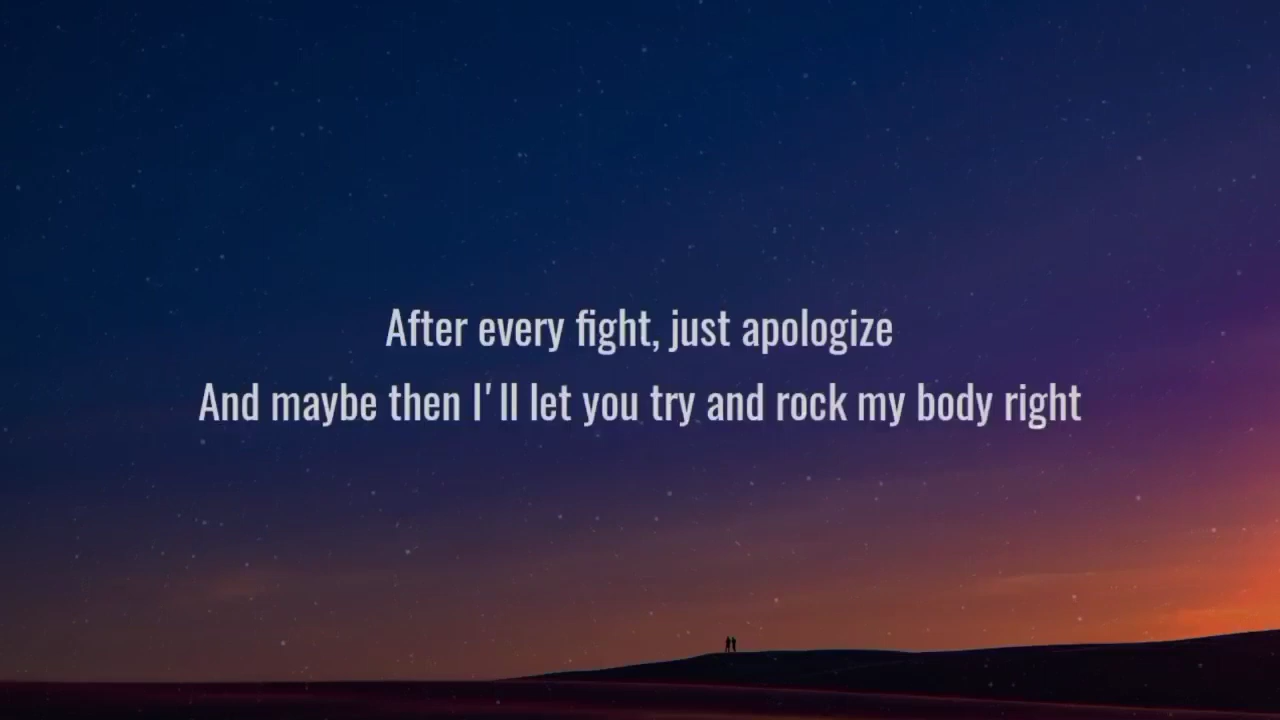 After every fight, just apologize
And maybe then I'll let you try and rock my body right